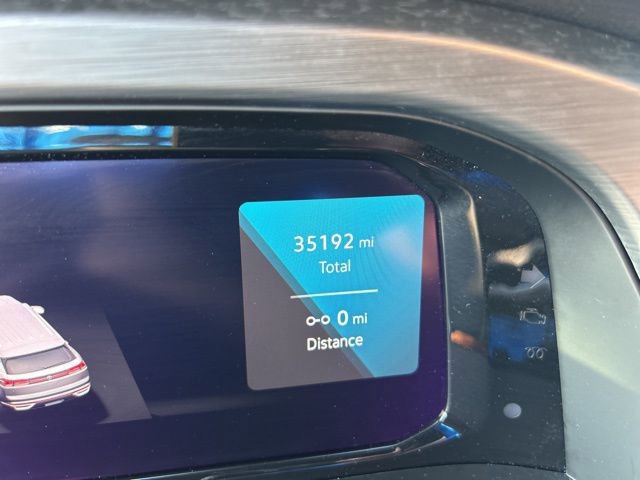 35192 mi
Total
0 mi
Distance